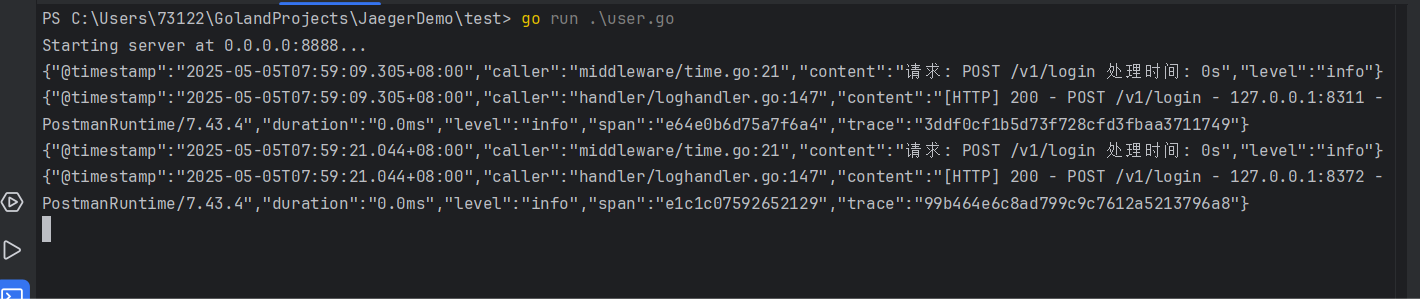 PS C:\Users\73122\GolandProjects\JaegerDemo\test> go run .\user.go
Starting server at 0.0.0.0:8888...
{"@timestamp":"2025-05-05T07:59:09.305+08:00","caller":"middleware/time.go:21","content":"请求: POST /v1/login 处理时间: 0s","level":"info"}
{"@timestamp":"2025-05-05T07:59:09.305+08:00","caller":"handler/loghandler.go:147","content":"[HTTP] 200 - POST /v1/login - 127.0.0.1:8311 -
PostmanRuntime/7.43.4","duration":"0.0ms","level":"info","span":"e64e0b6d75a7f6a4","trace":"3ddf0cf1b5d73f728cfd3fbaa3711749"}
{"@timestamp":"2025-05-05T07:59:21.044+08:00","caller":"middleware/time.go:21","content":"请求: POST /v1/login 处理时间: 0s","level":"info"}
{"@timestamp":"2025-05-05T07:59:21.044+08:00","caller":"handler/loghandler.go:147","content":"[HTTP] 200 - POST /v1/login - 127.0.0.1:8372 -
PostmanRuntime/7.43.4","duration":"0.0ms","level":"info","span":"e1c1c07592652129","trace":"99b464e6c8ad799c9c7612a5213796a8"}